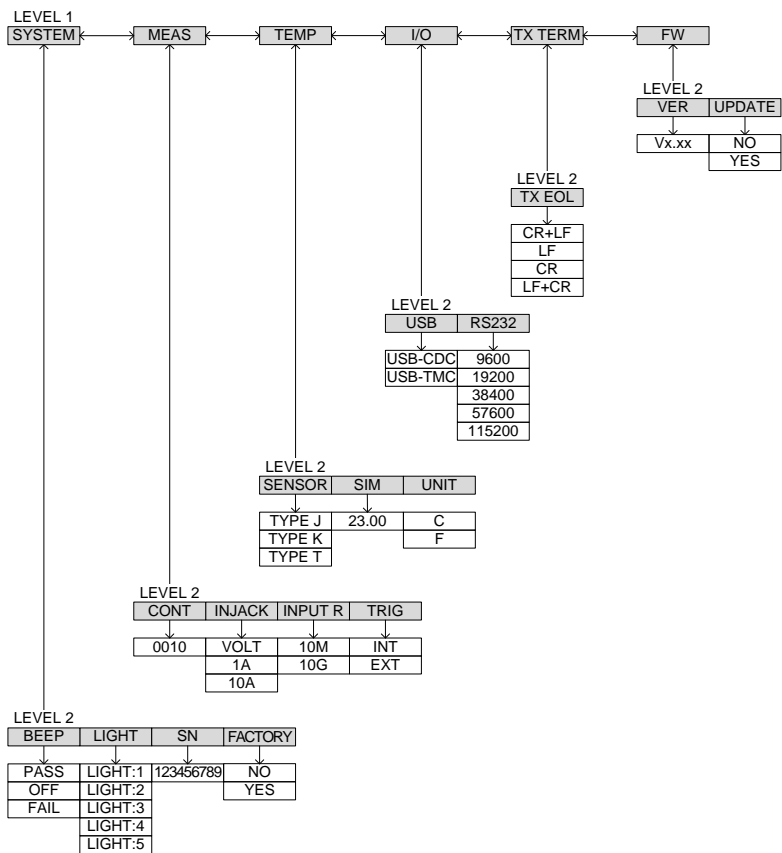 LEVEL 1
SYSTEM MEAS TEMP I/O TX TERM FW
LEVEL 2
VER UPDATE
Vx.xx NO
YES
LEVEL 2
TX EOL
CR+LF
LF
CR
LF+CR
LEVEL 2
USB RS232
USB-CDC 9600
USB-TMC 19200
38400
57600
115200
LEVEL 2
SENSOR SIM UNIT
TYPE J 23.00 C
TYPE K F
TYPE T
LEVEL 2
CONT INJACK INPUT R TRIG
0010 VOLT 10M INT
1A 10G EXT
10A
LEVEL 2
BEEP LIGHT SN FACTORY
PASS LIGHT:1 123456789 NO
OFF LIGHT:2 YES
FAIL LIGHT:3
LIGHT:4
LIGHT:5